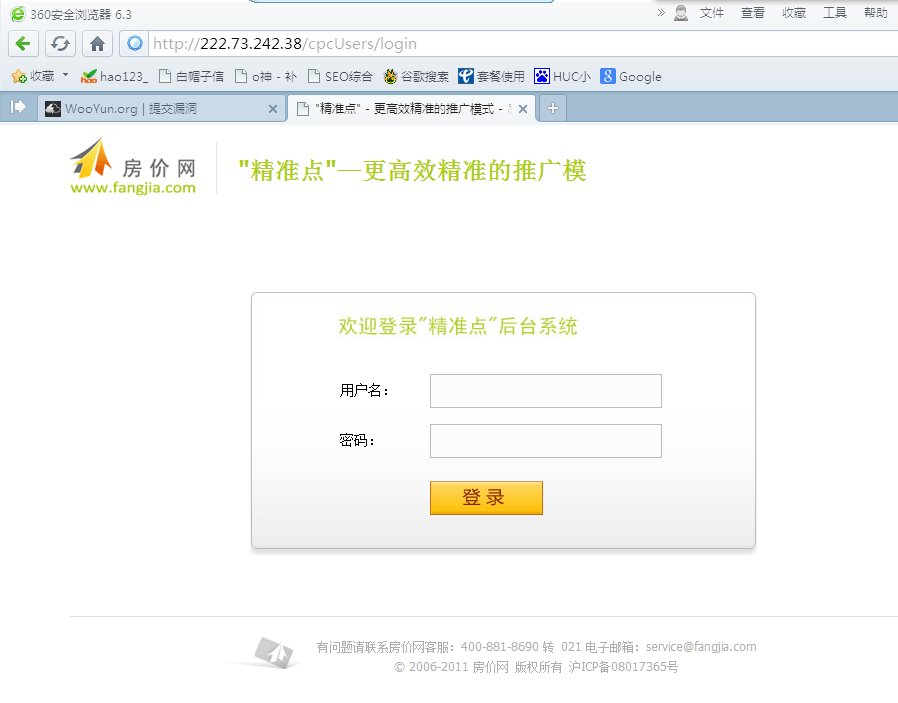 360安全浏览器 6.3
» 文件 查看 收藏 工具 帮助
http://222.73.242.38/cpcUsers/login
收藏 hao123_ 白帽子信 o神 - 补 SEO综合 谷歌搜索 套餐使用 HUC小 Google
WooYun.org | 提交漏洞 "精准点" - 更高效精准的推广模式 -
房价网
www.fangjia.com
"精准点"—更高效精准的推广模
欢迎登录"精准点"后台系统
用户名：
密码：
登 录
有问题请联系房价网客服：400-881-8690 转 021 电子邮箱：service@fangjia.com
© 2006-2011 房价网 版权所有 沪ICP备08017365号